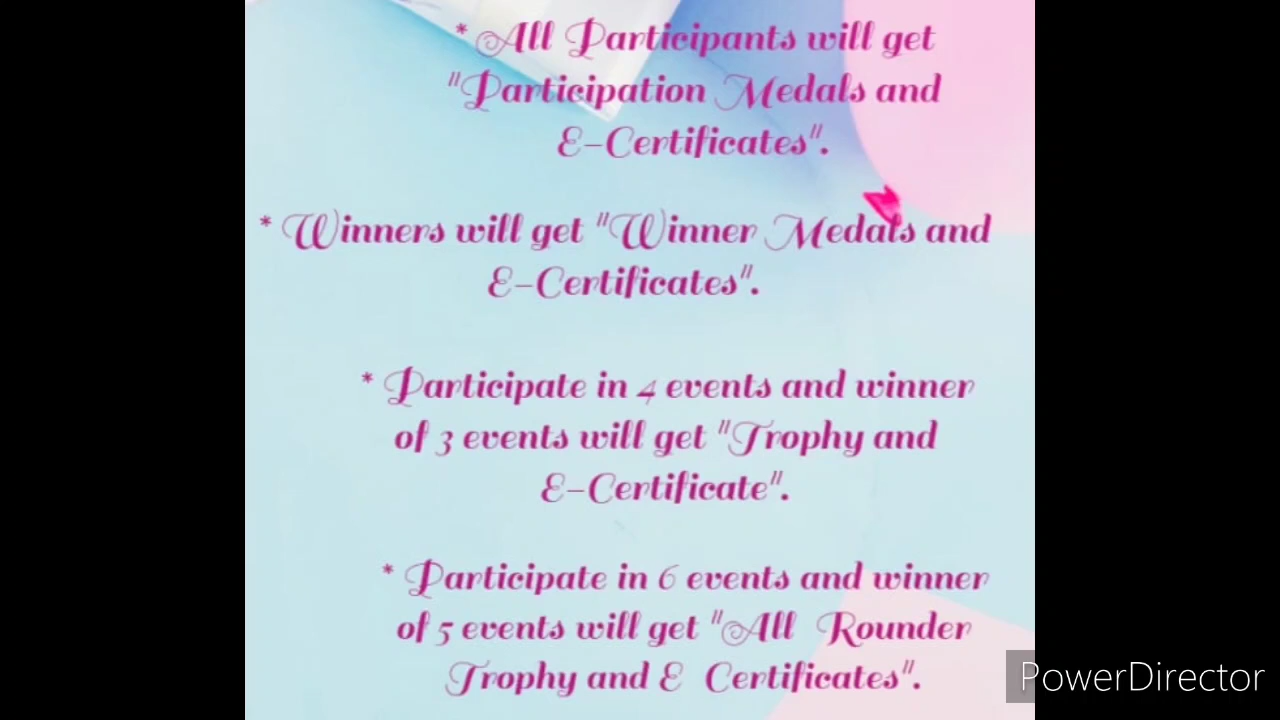 * All Participants will get
"Participation Medals and
E-Certificates".
* Winners will get "Winner Medals and
E-Certificates".
* Participate in 4 events and winner
of 3 events will get "Trophy and
E-Certificate".
* Participate in 6 events and winner
of 5 events will get "All Rounder
Trophy and E Certificates".
PowerDirector